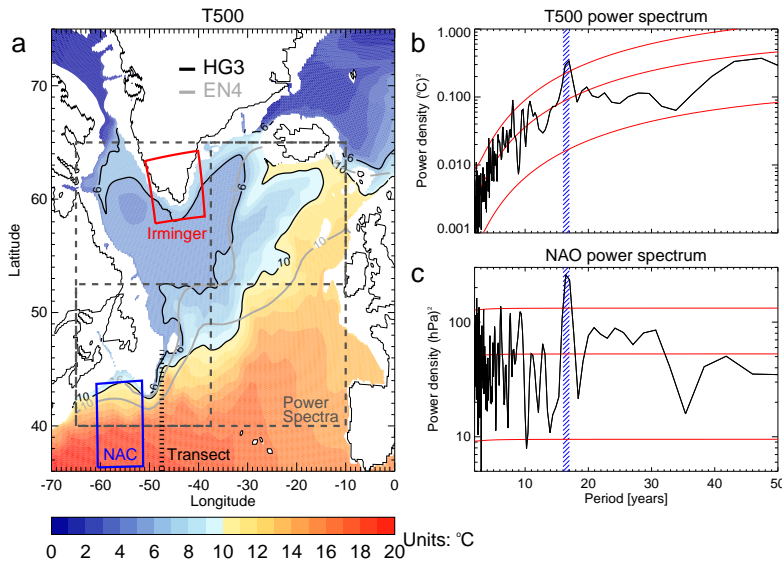 T500
a
HG3
EN4
Irminger
Power
Spectra
NAC
Transect
6
6
6
10
10
10
6
6
10
70
60
50
40
Latitude
-70 -60 -50 -40 -30 -20 -10 0
Longitude
0 2 4 6 8 10 12 14 16 18 20
Units: °C
T500 power spectrum
b
1.000
0.100
0.010
0.001
Power density (°C)²
NAO power spectrum
c
100
10
Power density (hPa)²
10 20 30 40 50
Period [years]